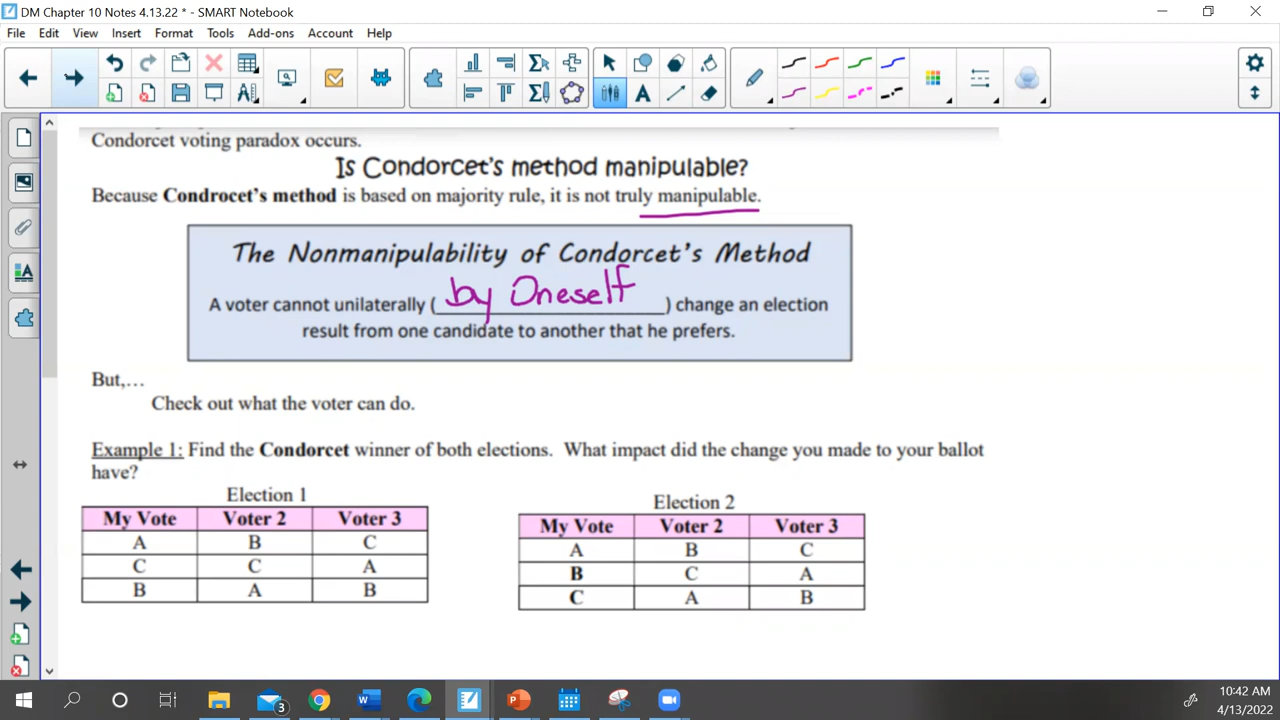 DM Chapter 10 Notes 4.13.22 * - SMART Notebook
File Edit View Insert Format Tools Add-ons Account Help
Condorcet voting paradox occurs.
Is Condorcet's method manipulable?
Because Condrocet's method is based on majority rule, it is not truly manipulable.
The Nonmanipulability of Condorcet's Method
by Oneself
A voter cannot unilaterally (____________________) change an election
result from one candidate to another that he prefers.
But,…
Check out what the voter can do.
Example 1: Find the Condorcet winner of both elections. What impact did the change you made to your ballot
have?
Election 1
My Vote Voter 2 Voter 3
A B C
C C A
B A B
Election 2
My Vote Voter 2 Voter 3
A B C
B C A
C A B
3
10:42 AM
4/13/2022